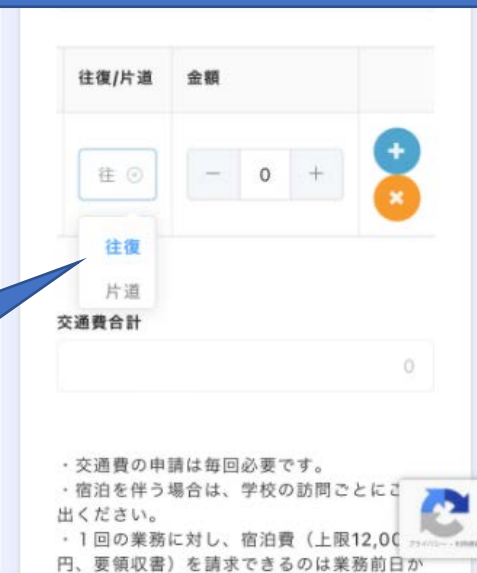 往復/片道 金額
往 − 0 +
往復
片道
交通費合計
0
・交通費の申請は毎回必要です。
・宿泊を伴う場合は、学校の訪問ごとにご
出ください。
・1回の業務に対し、宿泊費（上限12,00
円、要領収書）を請求できるのは業務前日か